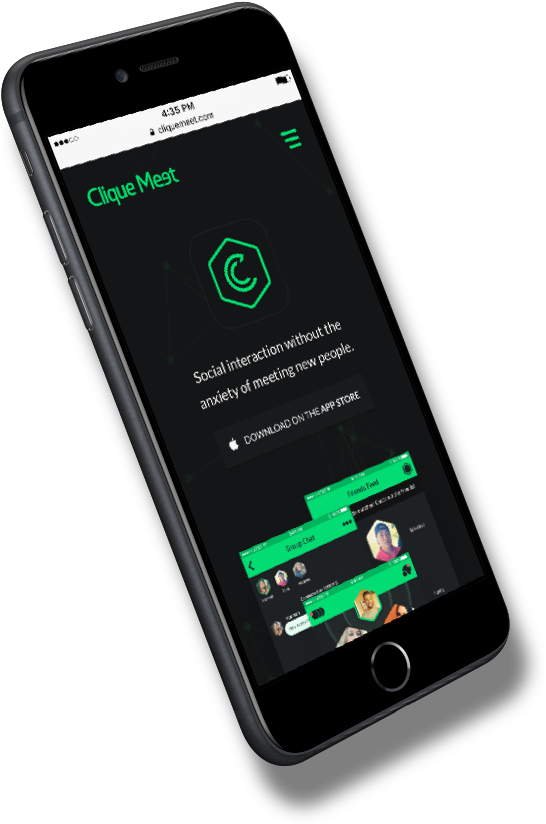 4:35 PM
cliquemeet.com
Clique Meet
Social interaction without the
anxiety of meeting new people.
DOWNLOAD ON THE APP STORE
Friends Feed
Group Chat